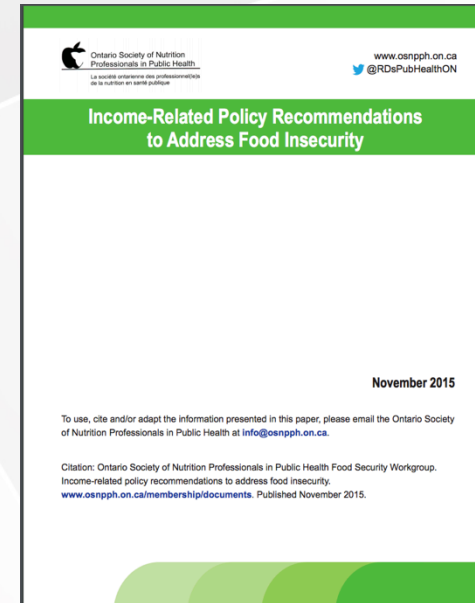 Ontario Society of Nutrition
Professionals in Public Health
La société ontarienne des professionnel(le)s
de la nutrition en santé publique
www.osnpph.on.ca
@RDsPubHealthON
Income-Related Policy Recommendations
to Address Food Insecurity
November 2015
To use, cite and/or adapt the information presented in this paper, please email the Ontario Society
of Nutrition Professionals in Public Health at info@osnpph.on.ca.
Citation: Ontario Society of Nutrition Professionals in Public Health Food Security Workgroup.
Income-related policy recommendations to address food insecurity.
www.osnpph.on.ca/membership/documents. Published November 2015.